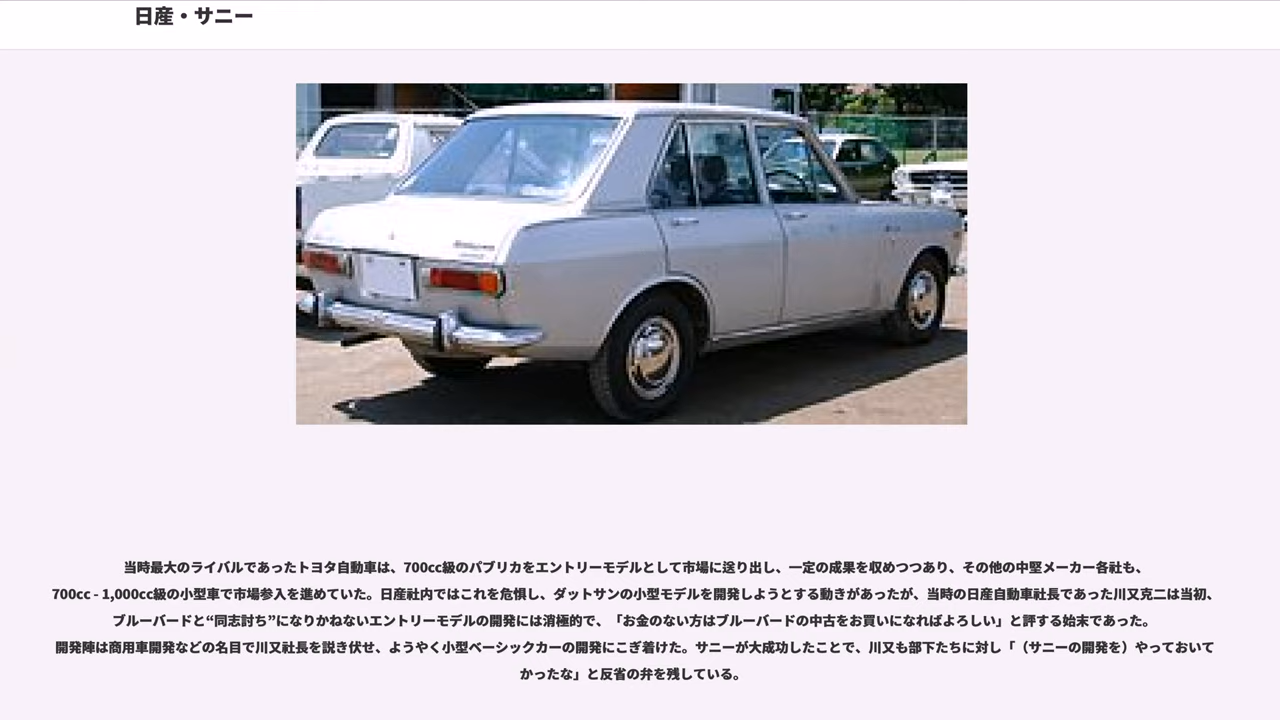 日産・サニー
当時最大のライバルであったトヨタ自動車は、700cc級のパブリカをエントリーモデルとして市場に送り出し、一定の成果を収めつつあり、その他の中堅メーカー各社も、
700cc - 1,000cc級の小型車で市場参入を進めていた。日産社内ではこれを危惧し、ダットサンの小型モデルを開発しようとする動きがあったが、当時の日産自動車社長であった川又克二は当初、
ブルーバードと“同志討ち”になりかねないエントリーモデルの開発には消極的で、「お金のない方はブルーバードの中古をお買いになればよろしい」と評する始末であった。
開発陣は商用車開発などの名目で川又社長を説き伏せ、ようやく小型ベーシックカーの開発にこぎ着けた。サニーが大成功したことで、川又も部下たちに対し「（サニーの開発を）やっておいて
かったな」と反省の弁を残している。